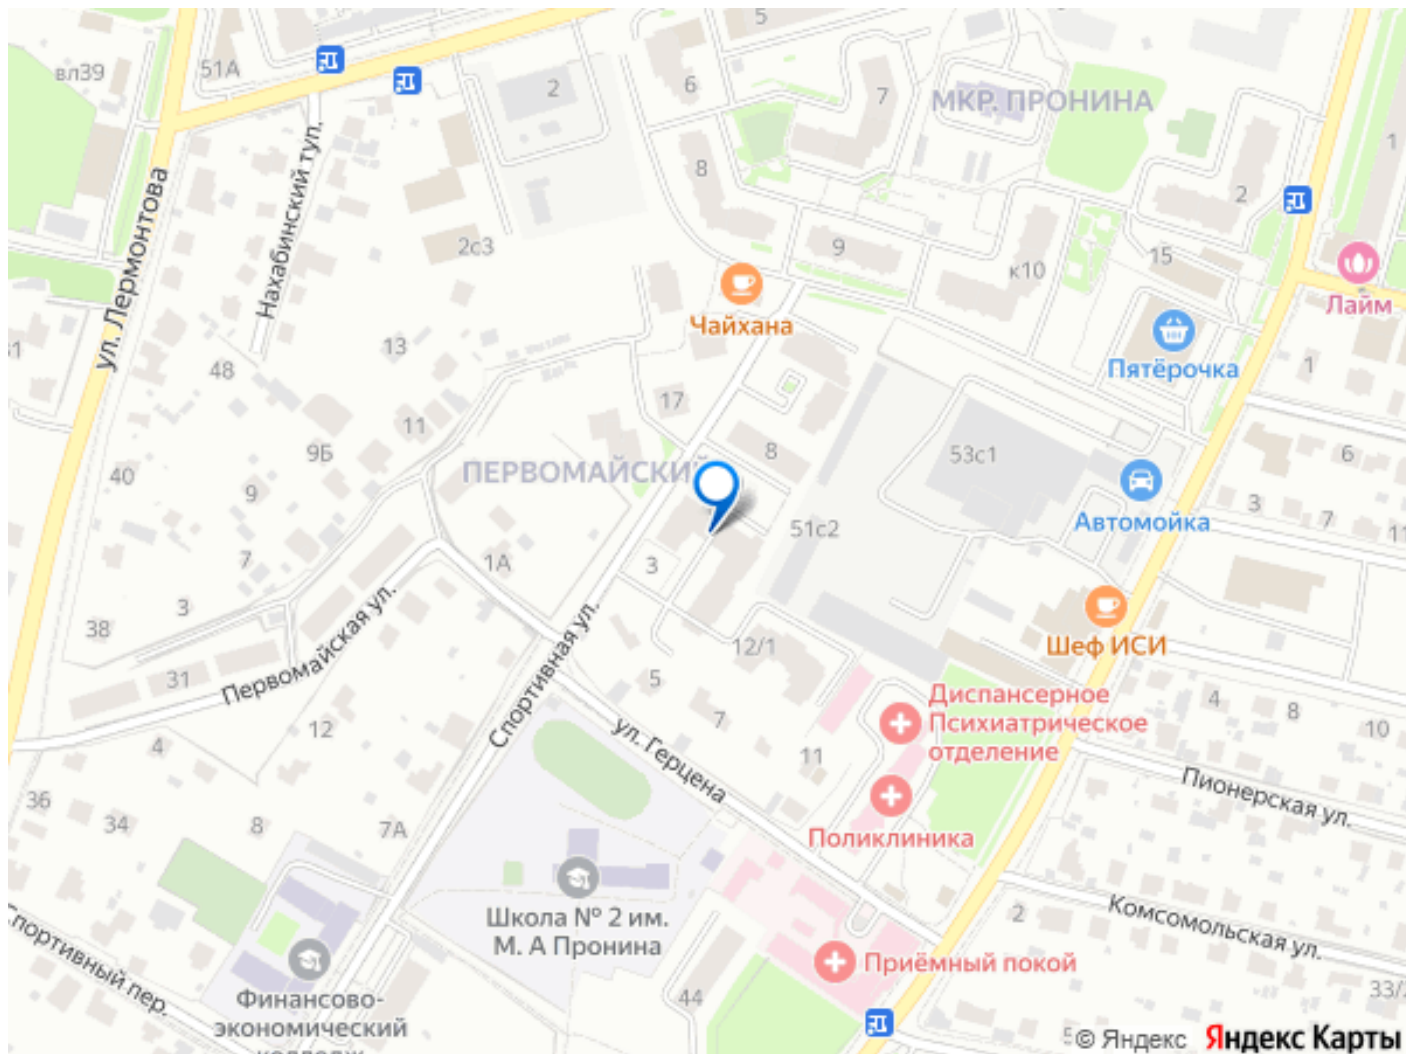 5
вл39
51А
2
6
7
МКР. ПРОНИНА
1
ул. Лермонтова
Нахабинский туп.
8
2
2с3
9
к10
15
Лайм
Чайхана
13
48
Пятёрочка
1
17
11
9Б
8
53с1
6
40
ПЕРВОМАЙСКИЙ
9
3
7
11
Автомойка
51с2
7
1А
3
3
38
Первомайская ул.
Спортивная ул.
12/1
Шеф ИСИ
31
5
Диспансерное
Психиатрическое
отделение
4
8
10
12
4
7
ул. Герцена
11
Пионерская ул.
36
34
8
7А
Поликлиника
Школа № 2 им.
М. А Пронина
2
Комсомольская ул.
Спортивный пер.
Приёмный покой
44
Финансово-
экономический
колледж
© Яндекс
Яндекс Карты